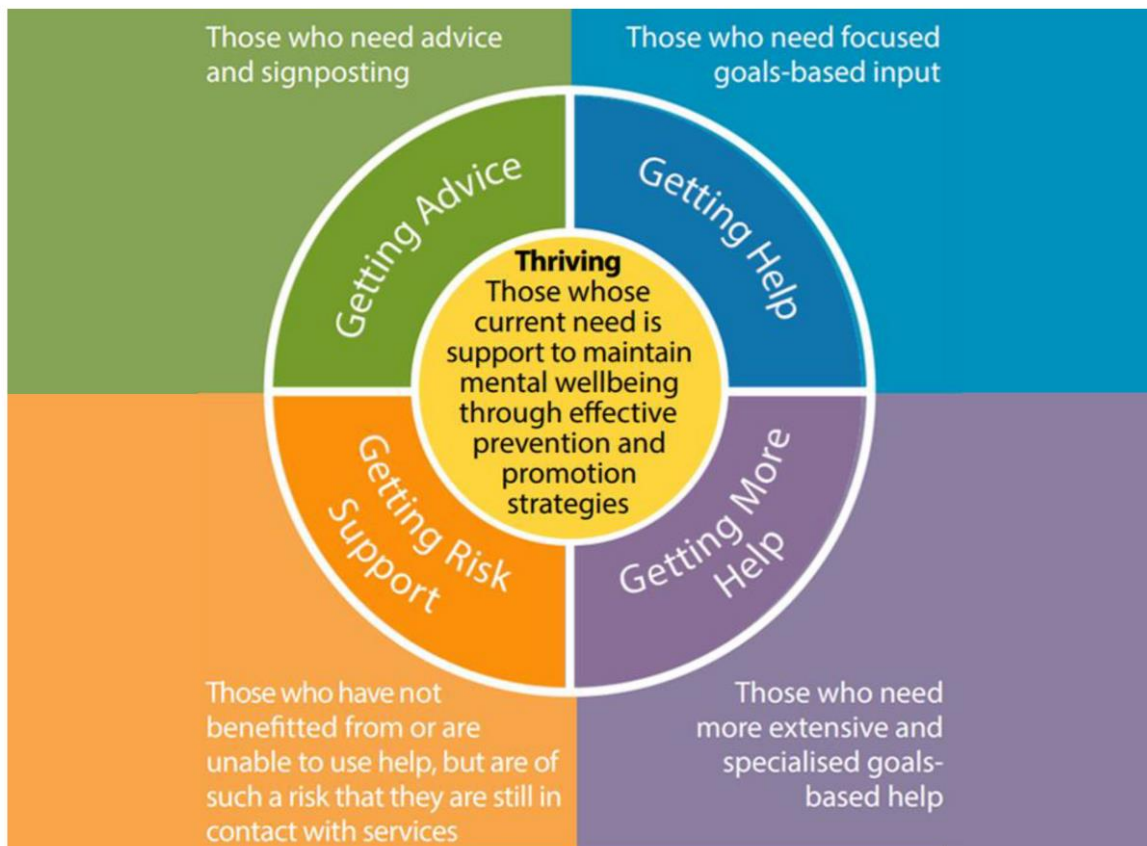 Those who need advice
and signposting
Those who need focused
goals-based input
Getting Advice
Getting Help
Thriving
Those whose
current need is
support to maintain
mental wellbeing
through effective
prevention and
promotion
strategies
Getting Risk
Support
Getting More
Help
Those who have not
benefitted from or are
unable to use help, but are of
such a risk that they are still in
contact with services
Those who need
more extensive and
specialised goals-
based help